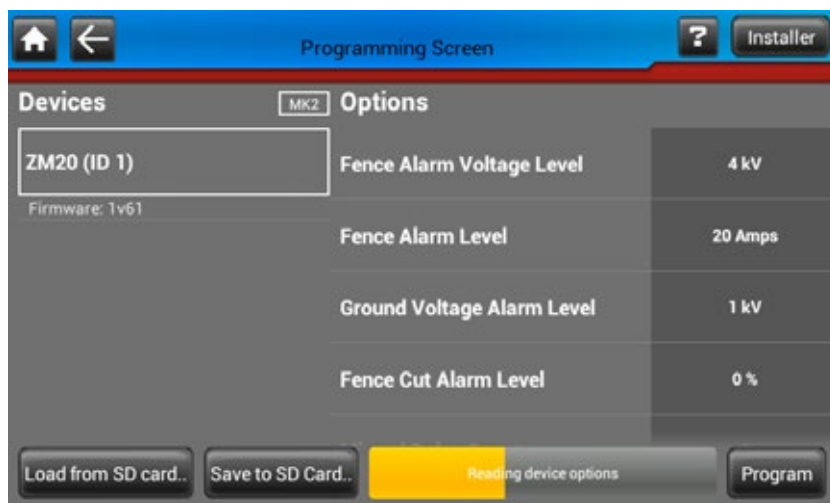 Programming Screen
?
Installer
Devices
MK2
Options
ZM20 (ID 1)
Firmware: 1v61
Fence Alarm Voltage Level
4 kV
Fence Alarm Level
20 Amps
Ground Voltage Alarm Level
1 kV
Fence Cut Alarm Level
0 %
Load from SD card..
Save to SD Card..
Reading device options
Program